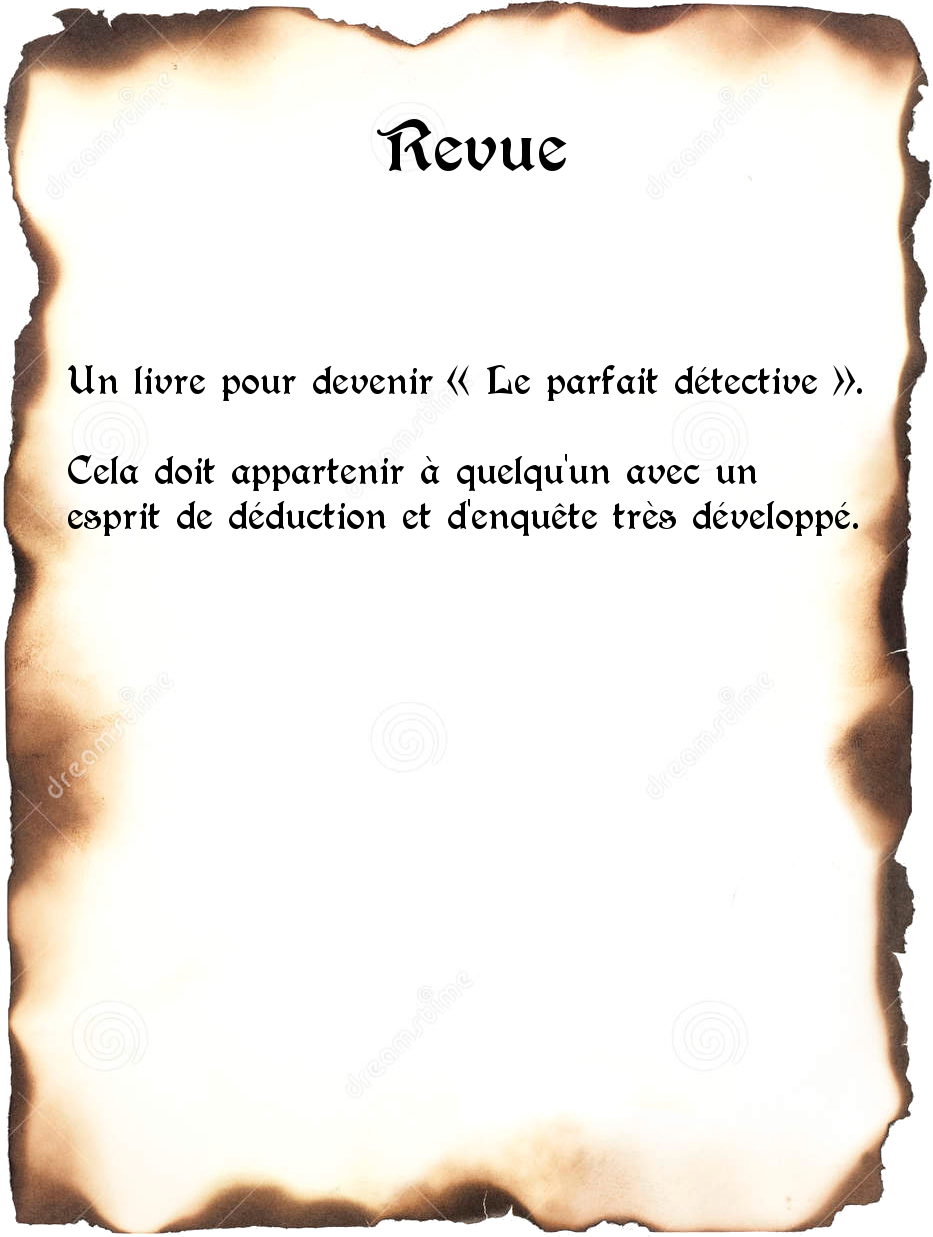 Revue
Un livre pour devenir « Le parfait détective ».
Cela doit appartenir à quelqu'un avec un
esprit de déduction et d'enquête très développé.
dreamstime
dreamstime
dreamstime
dreamstime
dreamstime
dreamstime